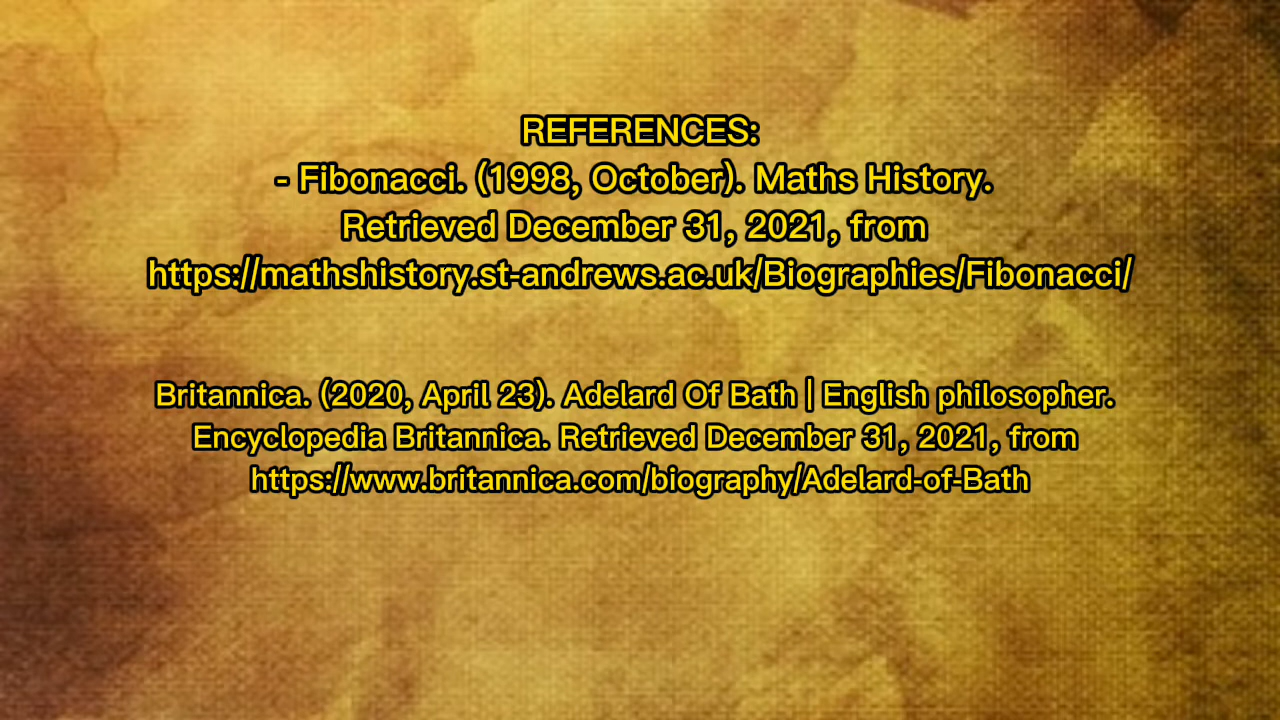 REFERENCES:
- Fibonacci. (1998, October). Maths History.
Retrieved December 31, 2021, from
https://mathshistory.st-andrews.ac.uk/Biographies/Fibonacci/
Britannica. (2020, April 23). Adelard Of Bath | English philosopher.
Encyclopedia Britannica. Retrieved December 31, 2021, from
https://www.britannica.com/biography/Adelard-of-Bath